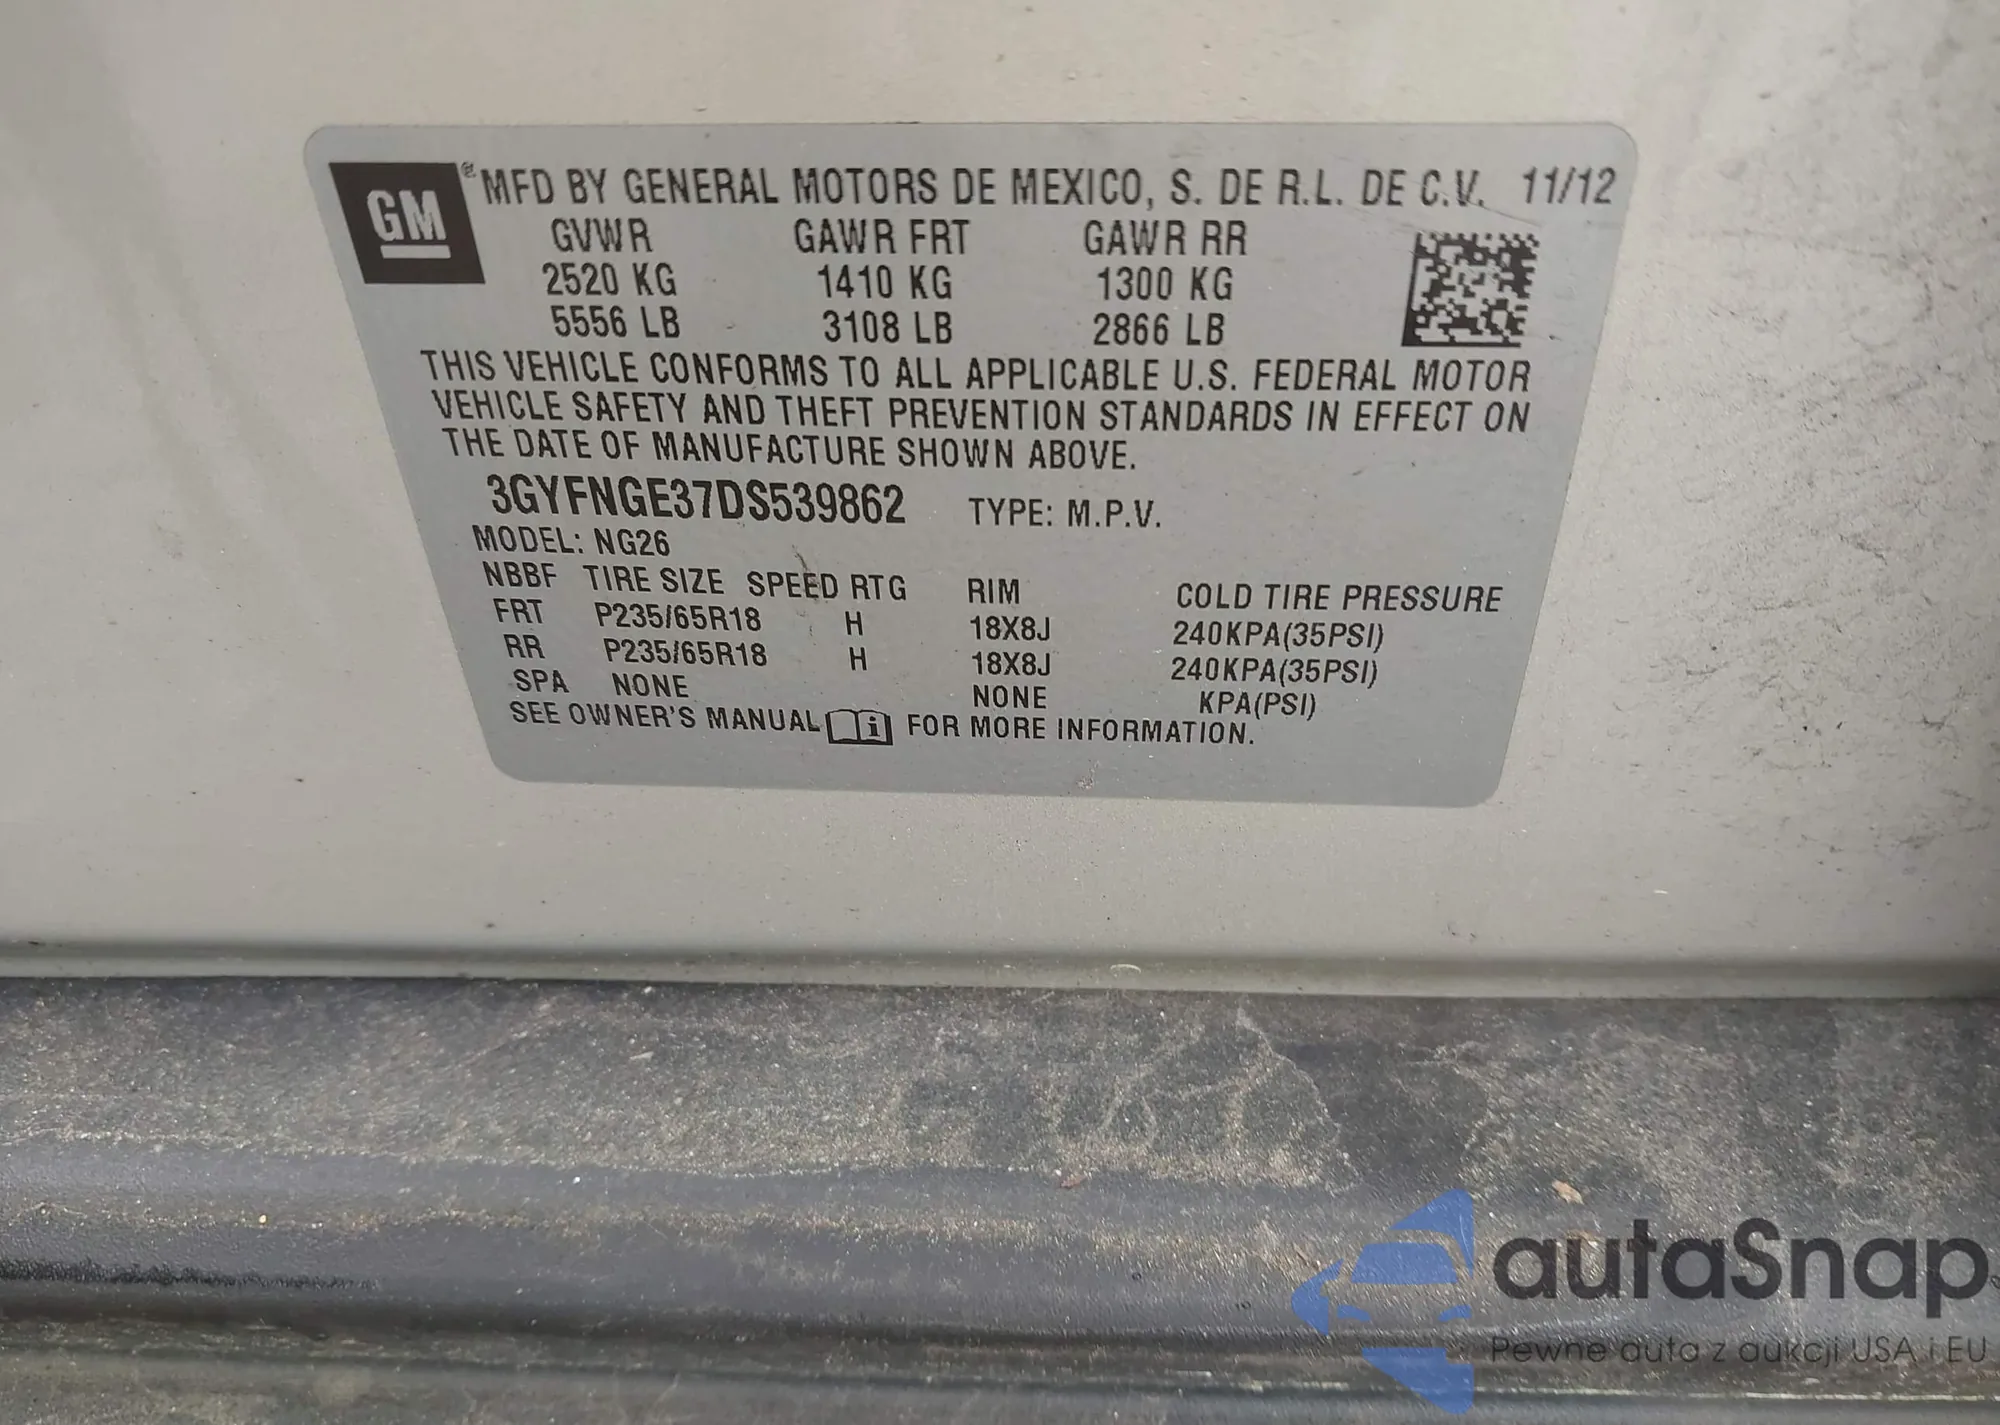 GM ® MFD BY GENERAL MOTORS DE MEXICO, S. DE R.L. DE C.V. 11/12
GVWR GAWR FRT GAWR RR
2520 KG 1410 KG 1300 KG
5556 LB 3108 LB 2866 LB
THIS VEHICLE CONFORMS TO ALL APPLICABLE U.S. FEDERAL MOTOR
VEHICLE SAFETY AND THEFT PREVENTION STANDARDS IN EFFECT ON
THE DATE OF MANUFACTURE SHOWN ABOVE.
3GYFNGE37DS539862 TYPE: M.P.V.
MODEL: NG26
NBBF TIRE SIZE SPEED RTG RIM COLD TIRE PRESSURE
FRT P235/65R18 H 18X8J 240KPA(35PSI)
RR P235/65R18 H 18X8J 240KPA(35PSI)
SPA NONE NONE KPA(PSI)
SEE OWNER'S MANUAL i FOR MORE INFORMATION.
autaSnap
Pewne auta z aukcji USA i EU